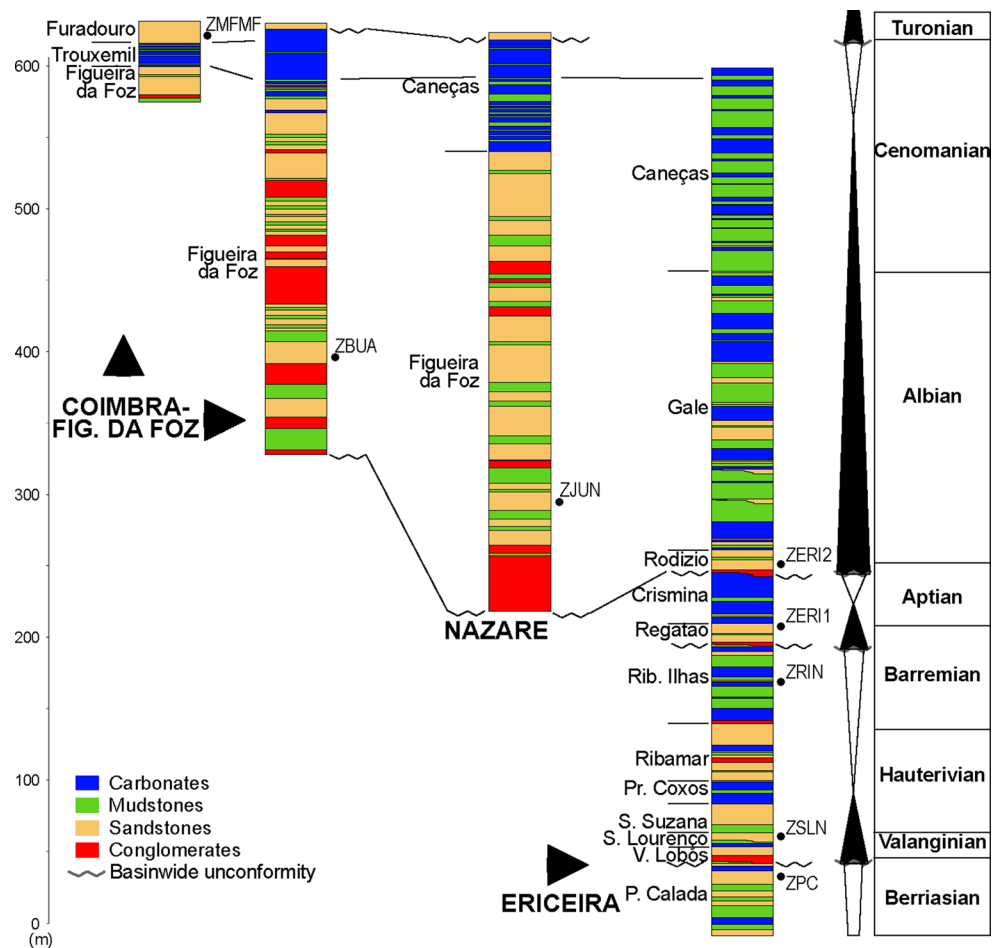 Furadouro
Trouxemil
Figueira
da Foz
ZMFMF
600
500
400
300
200
100
0
(m)
Figueira
da Foz
ZBUA
COIMBRA-
FIG. DA FOZ
Caneças
Figueira
da Foz
ZJUN
NAZARE
Caneças
Gale
Rodizio
Crismina
Regatao
Rib. Ilhas
Ribamar
Pr. Coxos
S. Suzana
S. Lourenço
V. Lobos
P. Calada
ZERI2
ZERI1
ZRIN
ZSLN
ZPC
ERICEIRA
Turonian
Cenomanian
Albian
Aptian
Barremian
Hauterivian
Valanginian
Berriasian
Carbonates
Mudstones
Sandstones
Conglomerates
Basinwide unconformity